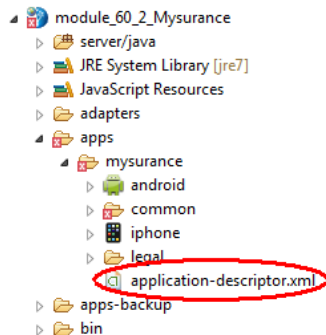 module_60_2_Mysurance
server/java
JRE System Library [jre7]
JavaScript Resources
adapters
apps
mysurance
android
common
iphone
legal
application-descriptor.xml
apps-backup
bin